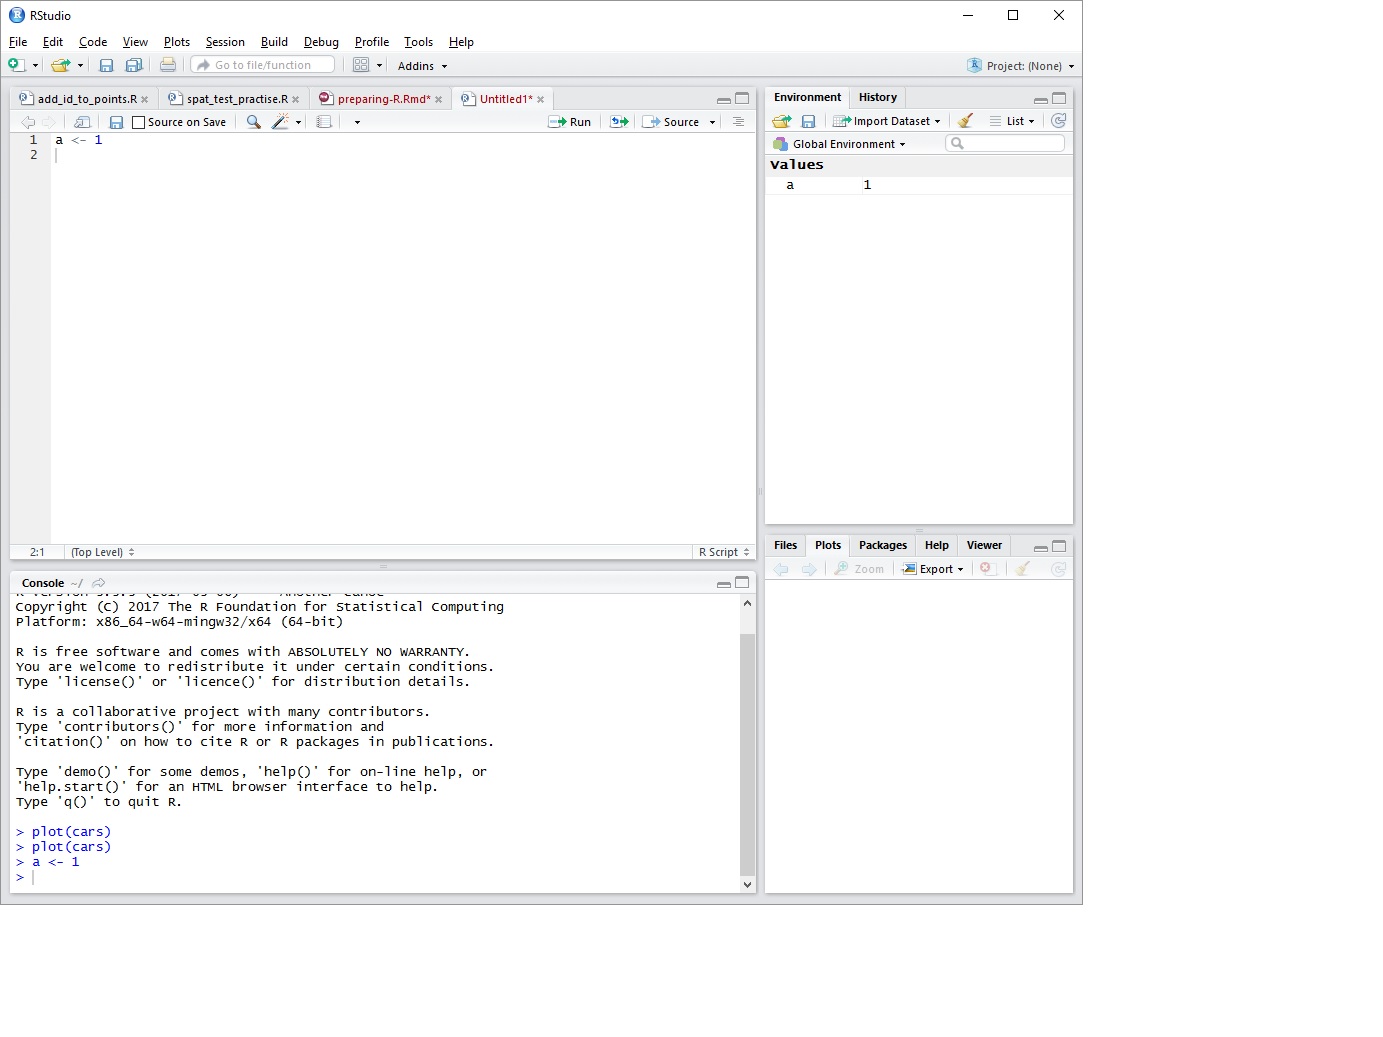 RStudio
File Edit Code View Plots Session Build Debug Profile Tools Help
Go to file/function Addins Project: (None)
add_id_to_points.R spat_test_practise.R preparing-R.Rmd* Untitled1*
Source on Save Run Source
1 a <- 1
2
2:1 (Top Level) R Script
Console ~/
Copyright (C) 2017 The R Foundation for Statistical Computing
Platform: x86_64-w64-mingw32/x64 (64-bit)
R is free software and comes with ABSOLUTELY NO WARRANTY.
You are welcome to redistribute it under certain conditions.
Type 'license()' or 'licence()' for distribution details.
R is a collaborative project with many contributors.
Type 'contributors()' for more information and
'citation()' on how to cite R or R packages in publications.
Type 'demo()' for some demos, 'help()' for on-line help, or
'help.start()' for an HTML browser interface to help.
Type 'q()' to quit R.
> plot(cars)
> plot(cars)
> a <- 1
>
Environment History
Import Dataset List
Global Environment
Values
a 1
Files Plots Packages Help Viewer
Zoom Export